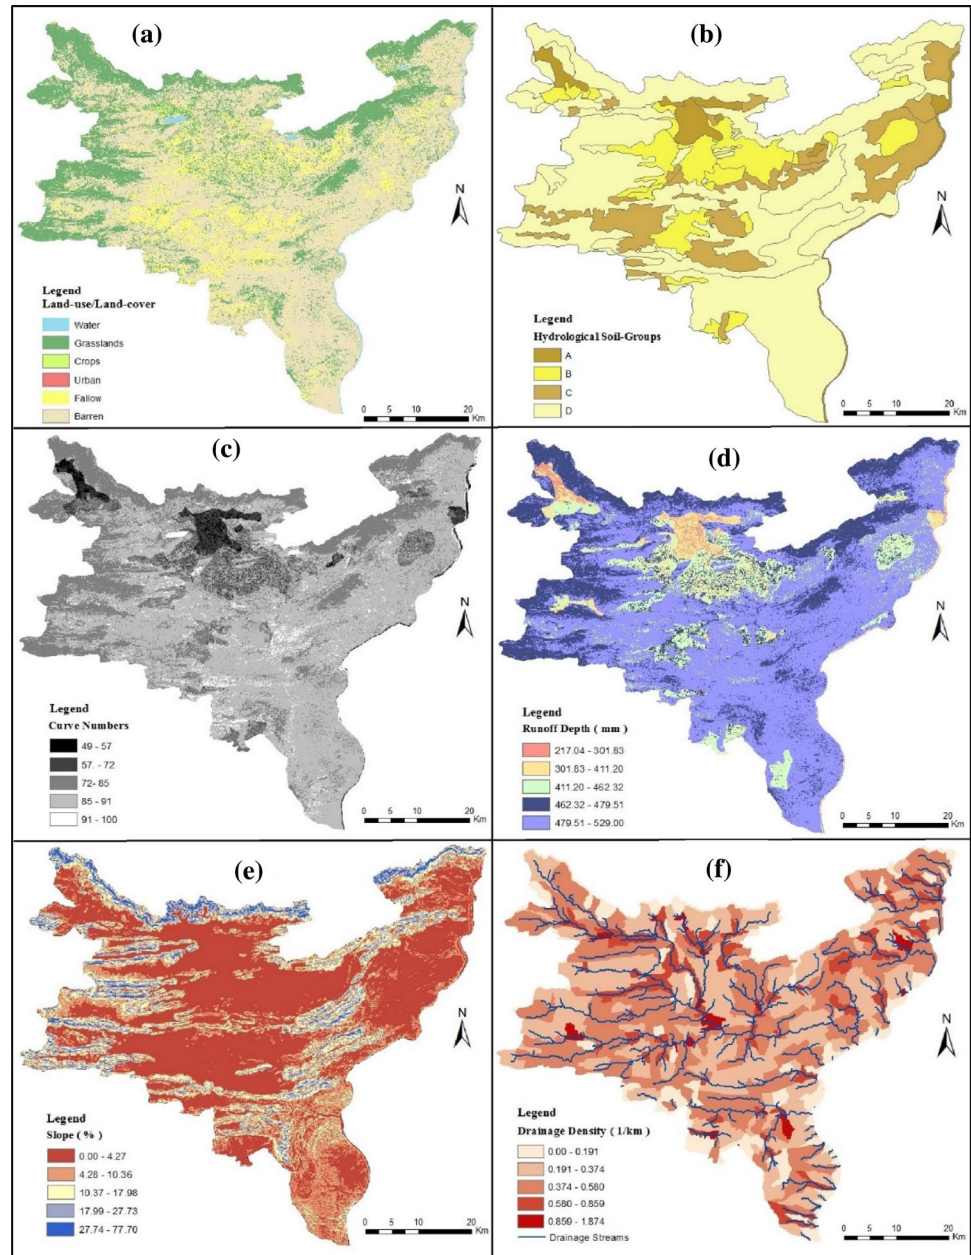 (a)
N
Legend
Land-use/Land-cover
Water
Grasslands
Crops
Urban
Fallow
Barren
0 5 10 20
Km
(b)
N
Legend
Hydrological Soil-Groups
A
B
C
D
0 5 10 20
Km
(c)
N
Legend
Curve Numbers
49 - 57
57. - 72
72- 85
85 - 91
91 - 100
0 5 10 20
Km
(d)
N
Legend
Runoff Depth ( mm )
217.04 - 301.83
301.83 - 411.20
411.20 - 462.32
462.32 - 479.51
479.51 - 529.00
0 5 10 20
Km
(e)
N
Legend
Slope ( % )
0.00 - 4.27
4.28 - 10.36
10.37 - 17.98
17.99 - 27.73
27.74 - 77.70
0 5 10 20
Km
(f)
N
Legend
Drainage Density ( 1/km )
0.00 - 0.191
0.191 - 0.374
0.374 - 0.580
0.580 - 0.859
0.859 - 1.874
Drainage Streams
0 5 10 20
Km